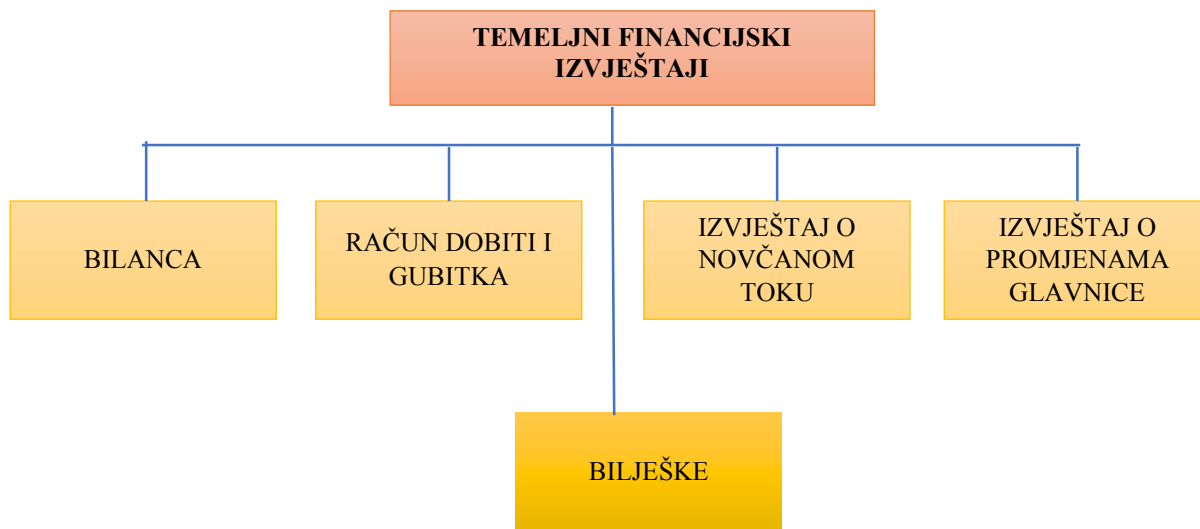 TEMELJNI FINANCIJSKI
IZVJEŠTAJI
BILANCA
RAČUN DOBITI I
GUBITKA
IZVJEŠTAJ O
NOVČANOM
TOKU
IZVJEŠTAJ O
PROMJENAMA
GLAVNICE
BILJEŠKE